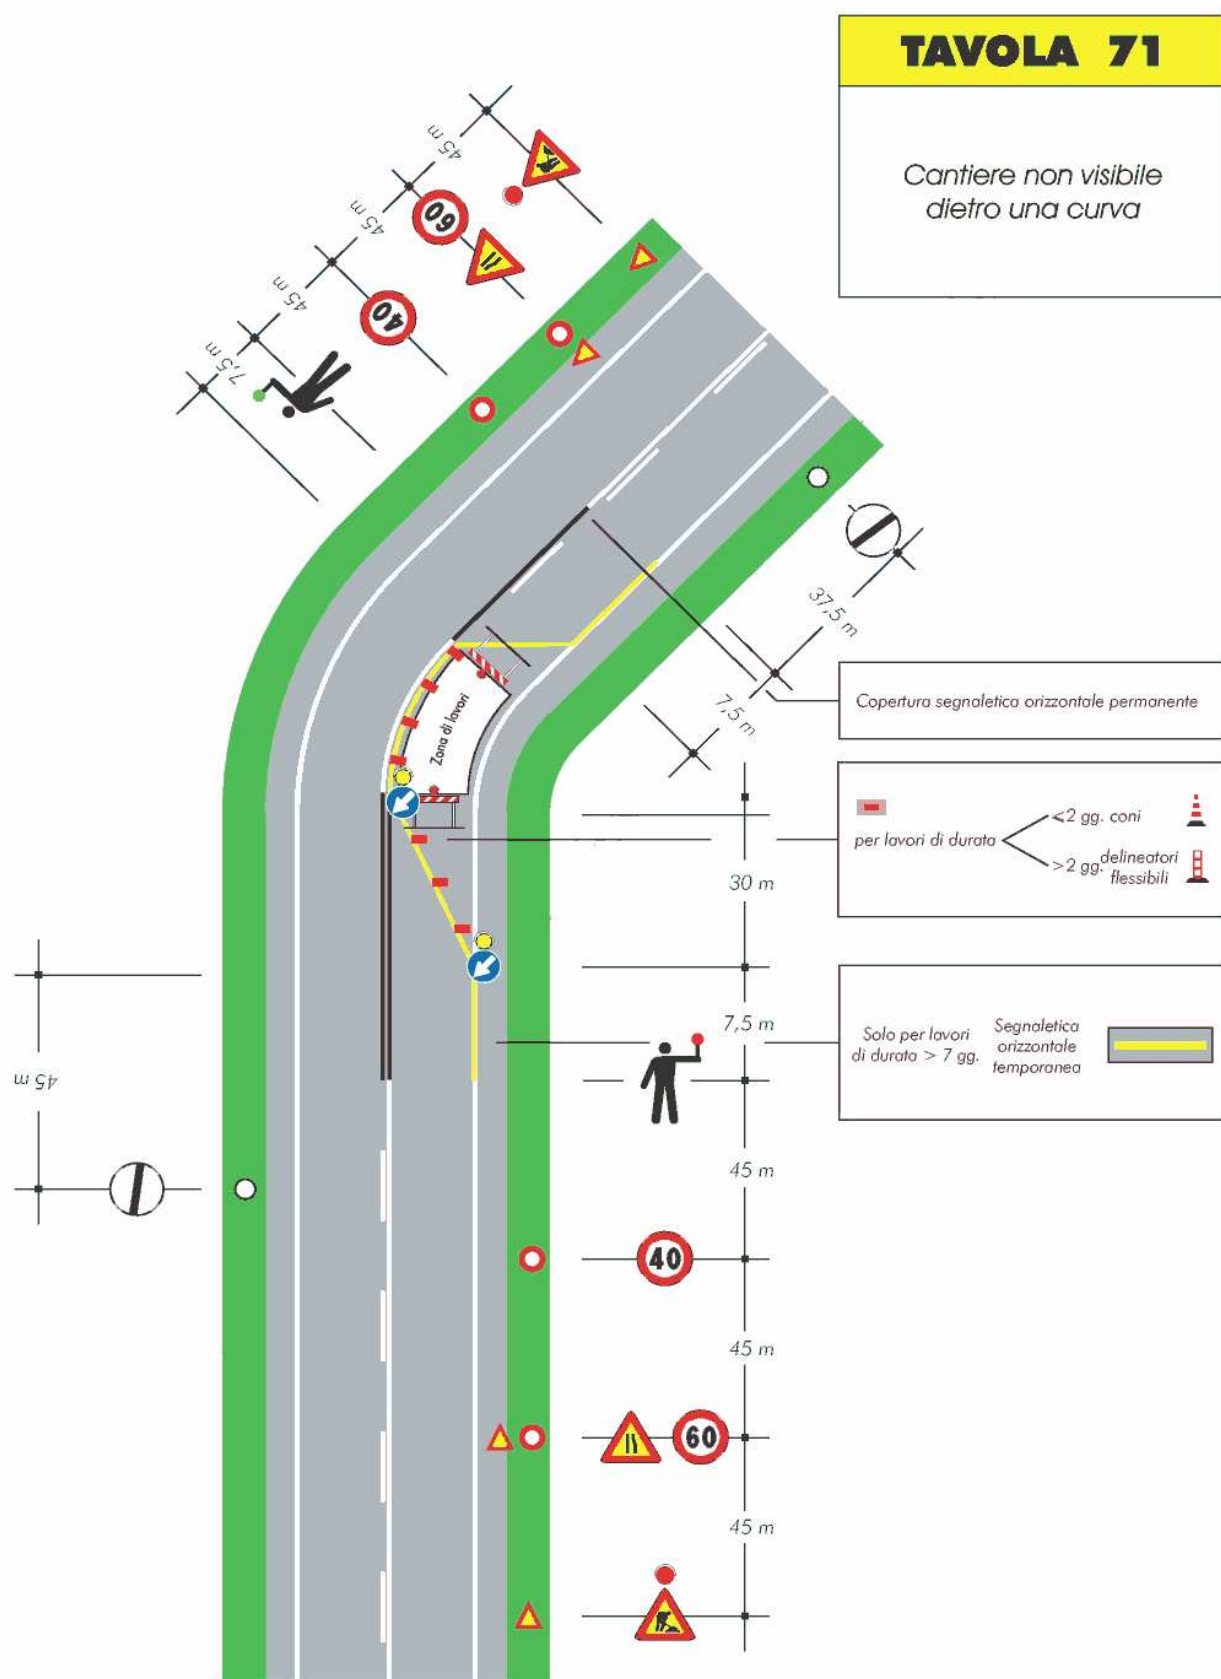 TAVOLA 71
Cantiere non visibile
dietro una curva
45 m
60
45 m
40
45 m
7,5 m
37,5 m
7,5 m
Copertura segnaletica orizzontale permanente
Zona di lavori
per lavori di durata
⩽2 gg. coni
>2 gg. delineatori
flessibili
30 m
7,5 m
Solo per lavori
di durata > 7 gg.
Segnaletica
orizzontale
temporanea
45 m
45 m
40
45 m
60
45 m